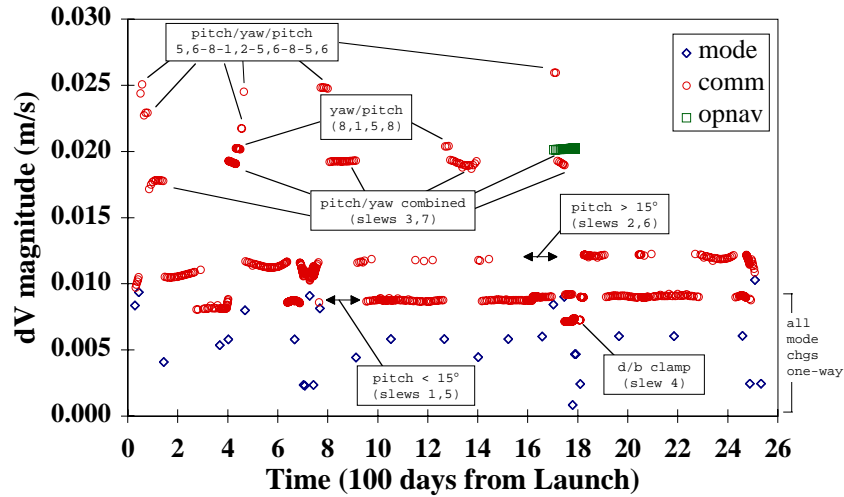 0.030
0.025
0.020
0.015
0.010
0.005
0.000
dV magnitude (m/s)
pitch/yaw/pitch
5,6-8-1,2-5,6-8-5,6
yaw/pitch
(8,1,5,8)
pitch/yaw combined
(slews 3,7)
pitch > 15°
(slews 2,6)
pitch < 15°
(slews 1,5)
d/b clamp
(slew 4)
mode
comm
opnav
all
mode
chgs
one-way
0 2 4 6 8 10 12 14 16 18 20 22 24 26
Time (100 days from Launch)